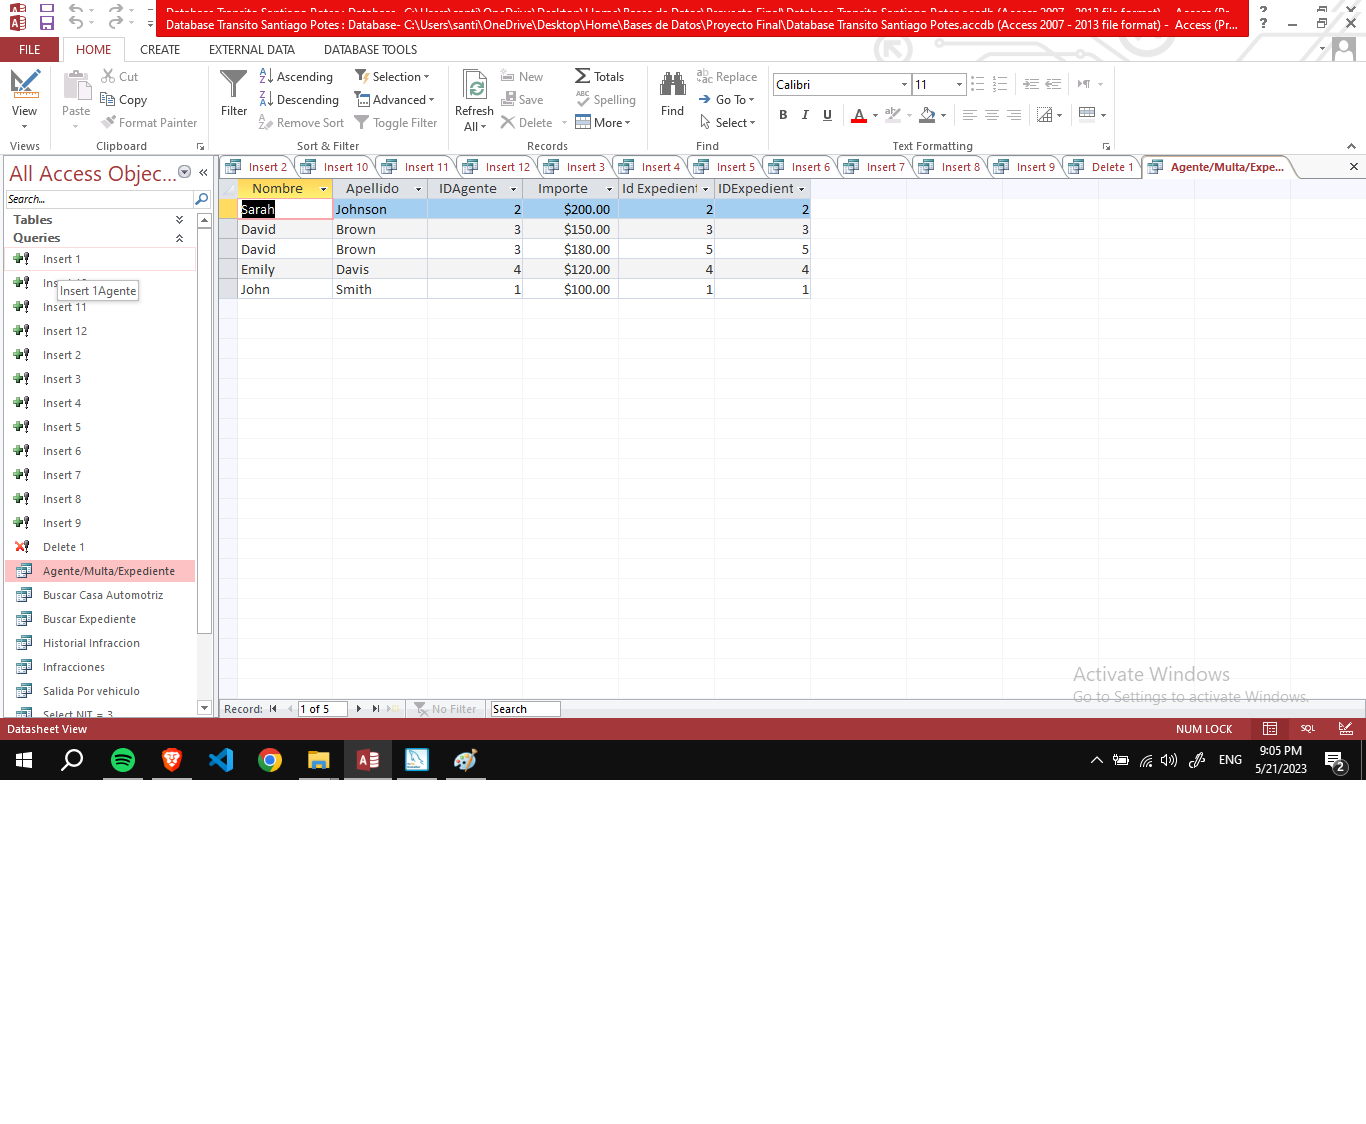 Database Transito Santiago Potes : Database- C:\Users\santi\OneDrive\Desktop\Home\Bases de Datos\Proyecto Final\Database Transito Santiago Potes.accdb (Access 2007 - 2013 file format) - Access (Pr...
?
FILE HOME CREATE EXTERNAL DATA DATABASE TOOLS
View
Views
Paste
Cut
Copy
Format Painter
Clipboard
Filter
Ascending
Descending
Remove Sort
Selection
Advanced
Toggle Filter
Sort & Filter
Refresh
All
New
Save
Delete
Totals
Spelling
More
Records
Find
Replace
Go To
Select
Find
Calibri 11
B I U A
Text Formatting
All Access Objec...
Search...
Tables
Queries
Insert 1
Insert 1Agente
Insert 11
Insert 12
Insert 2
Insert 3
Insert 4
Insert 5
Insert 6
Insert 7
Insert 8
Insert 9
Delete 1
Agente/Multa/Expediente
Buscar Casa Automotriz
Buscar Expediente
Historial Infraccion
Infracciones
Salida Por vehiculo
Select NIT = 3
Insert 2 Insert 10 Insert 11 Insert 12 Insert 3 Insert 4 Insert 5 Insert 6 Insert 7 Insert 8 Insert 9 Delete 1 Agente/Multa/Expe...
Nombre Apellido IDAgente Importe Id Expedient IDExpedient
Sarah Johnson 2 $200.00 2 2
David Brown 3 $150.00 3 3
David Brown 3 $180.00 5 5
Emily Davis 4 $120.00 4 4
John Smith 1 $100.00 1 1
Activate Windows
Go to Settings to activate Windows.
Record: 1 of 5 No Filter Search
Datasheet View NUM LOCK SQL
ENG
9:05 PM
5/21/2023
2